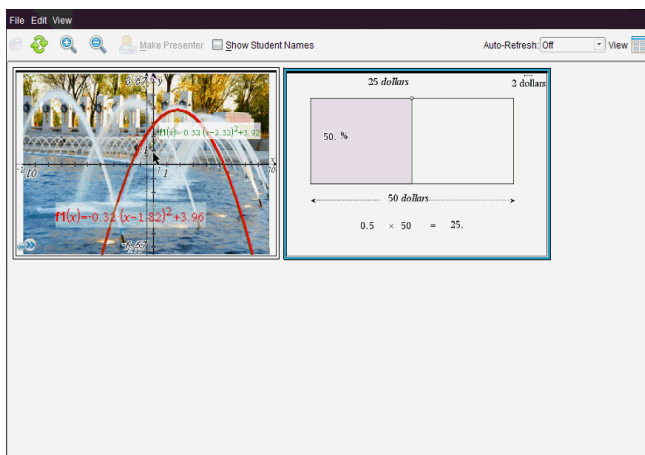 File Edit View
Make Presenter Show Student Names Auto-Refresh: Off View
6.67 y
f1(x)=-0.32·(x-2.32)²+3.92
-10 1 10 x
f1(x)=-0.32·(x-1.82)²+3.96
-6.67
25 dollars 2 dollars
50. %
50 dollars
0.5 × 50 = 25.